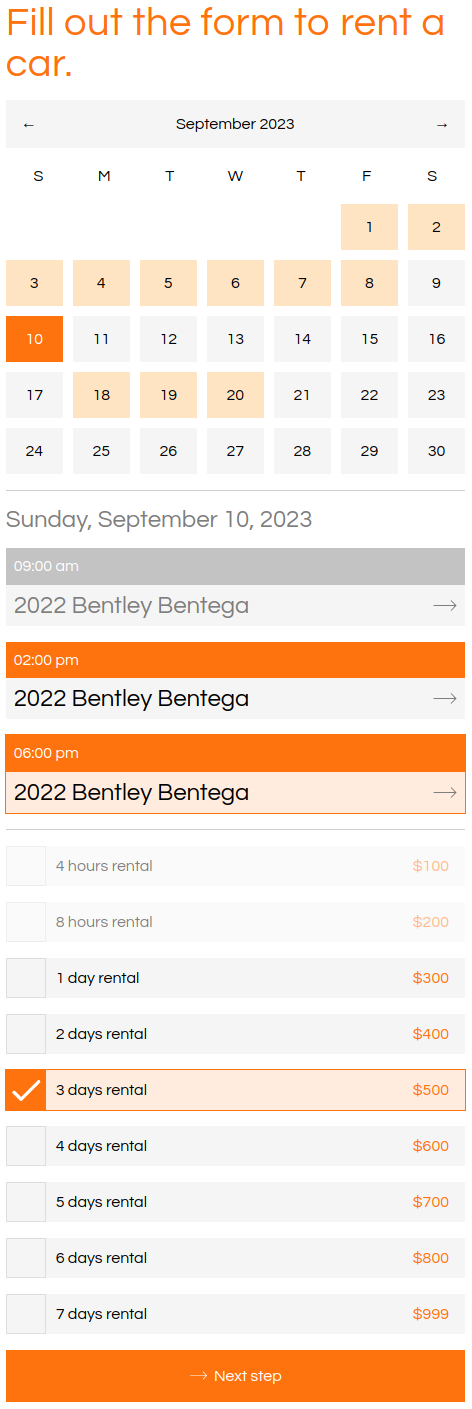 Fill out the form to rent a
car.
← September 2023 →
S M T W T F S
1 2
3 4 5 6 7 8 9
10 11 12 13 14 15 16
17 18 19 20 21 22 23
24 25 26 27 28 29 30
Sunday, September 10, 2023
09:00 am
2022 Bentley Bentega →
02:00 pm
2022 Bentley Bentega →
06:00 pm
2022 Bentley Bentega →
4 hours rental $100
8 hours rental $200
1 day rental $300
2 days rental $400
3 days rental $500
4 days rental $600
5 days rental $700
6 days rental $800
7 days rental $999
→ Next step